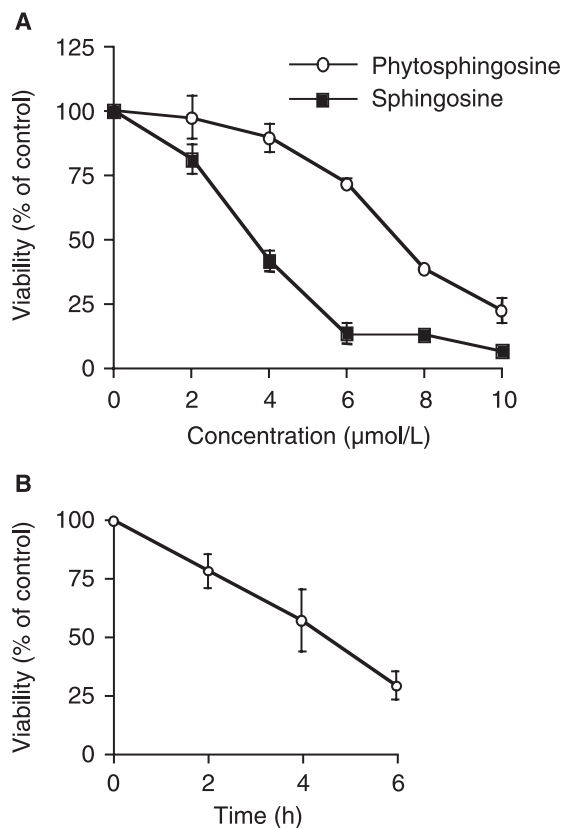 A
125
100
75
50
25
0
Viability (% of control)
Phytosphingosine
Sphingosine
0 2 4 6 8 10
Concentration (μmol/L)
B
100
75
50
25
0
Viability (% of control)
0 2 4 6
Time (h)